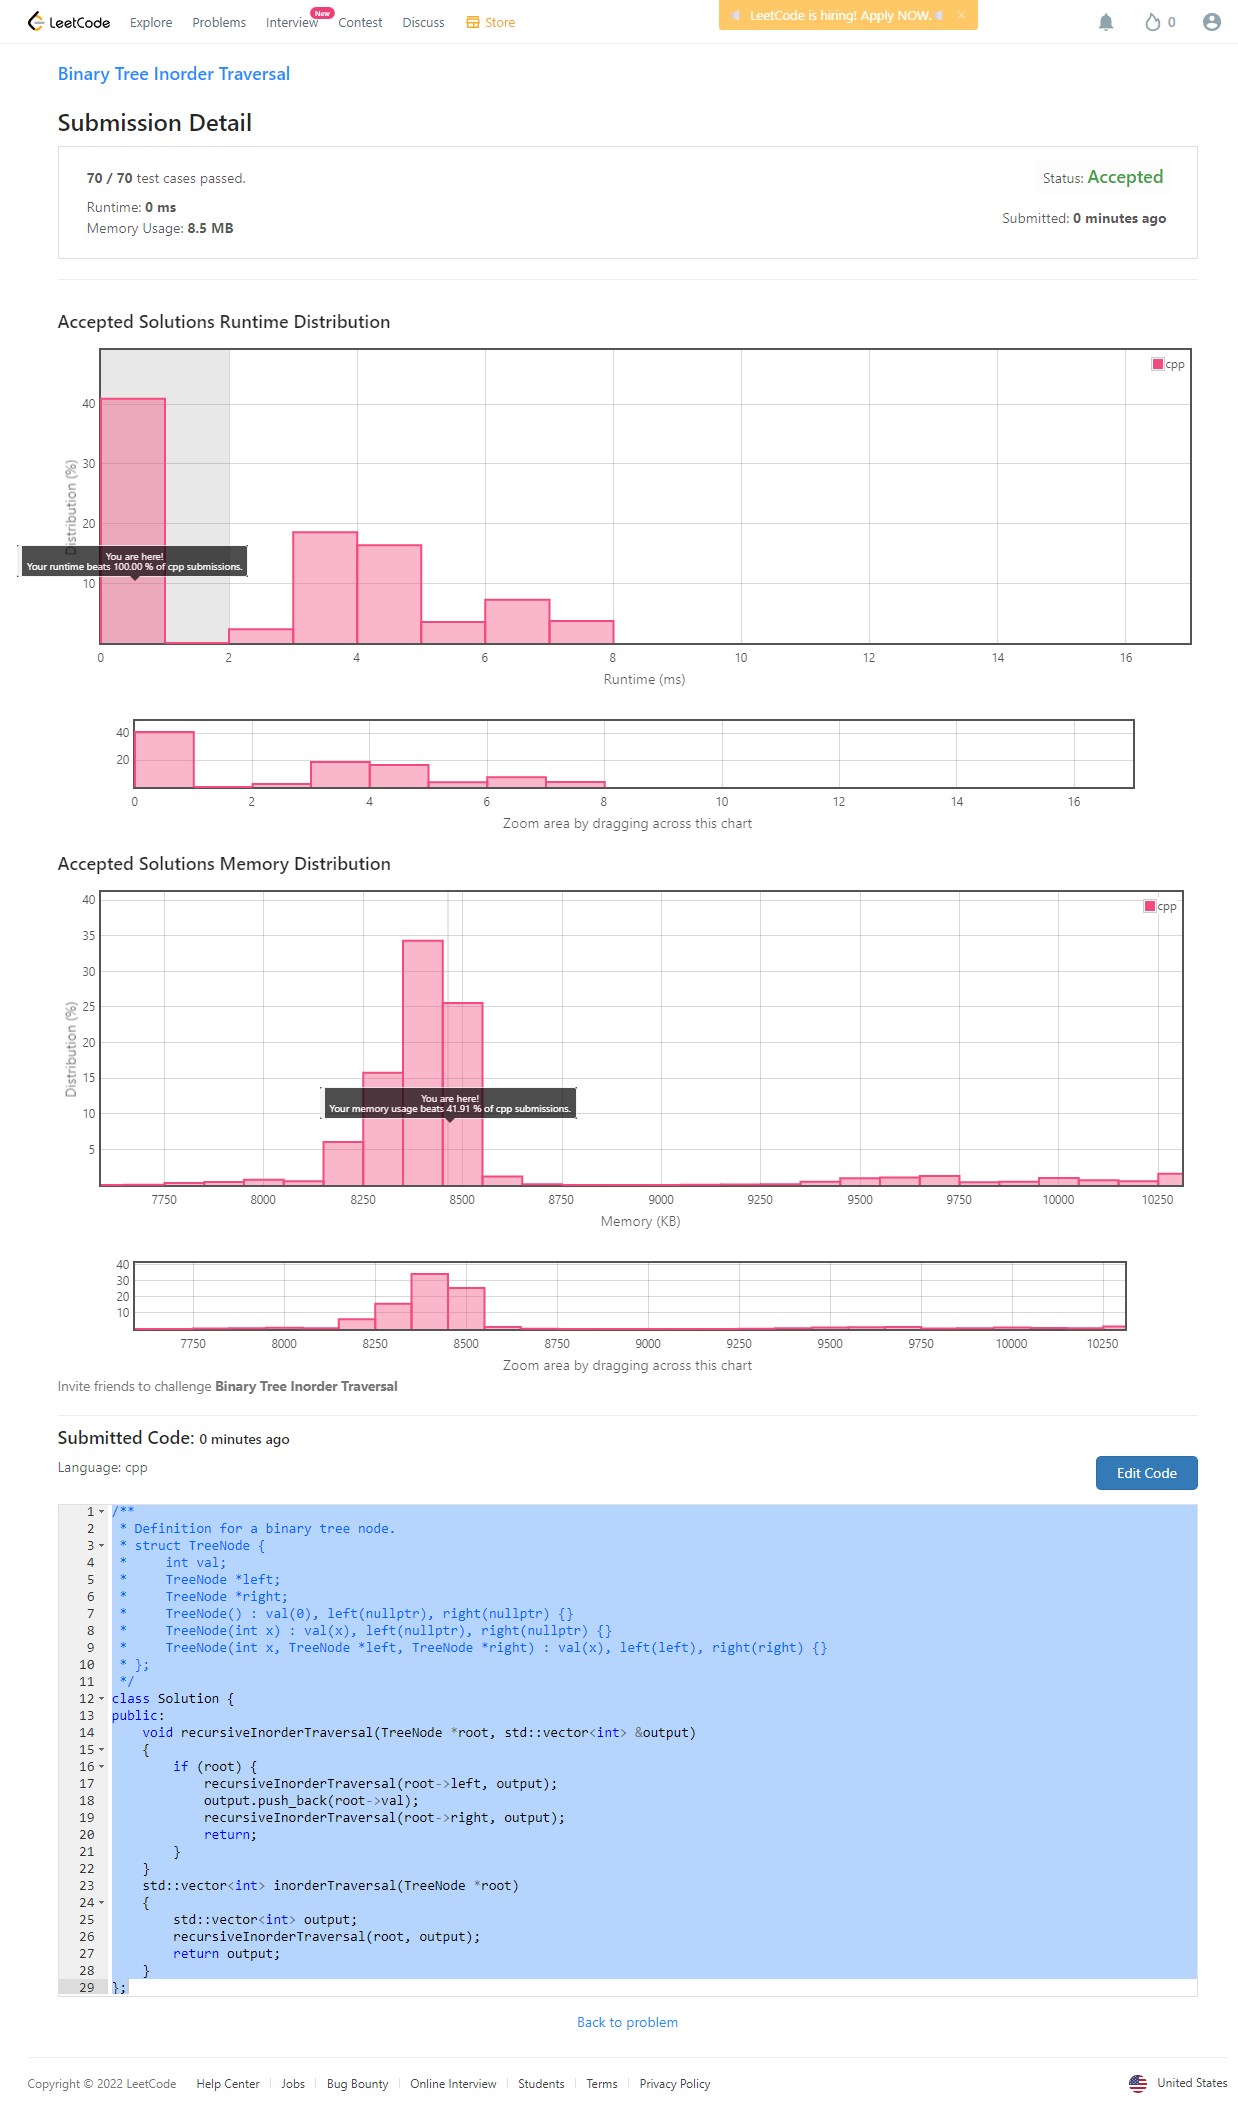 LeetCode Explore Problems Interview New Contest Discuss Store LeetCode is hiring! Apply NOW. × 0
Binary Tree Inorder Traversal
Submission Detail
70 / 70 test cases passed.
Status: Accepted
Runtime: 0 ms
Submitted: 0 minutes ago
Memory Usage: 8.5 MB
Accepted Solutions Runtime Distribution
cpp
40
30
20
10
Distribution (%)
You are here!
Your runtime beats 100.00 % of cpp submissions.
0 2 4 6 8 10 12 14 16
Runtime (ms)
40
20
0 2 4 6 8 10 12 14 16
Zoom area by dragging across this chart
Accepted Solutions Memory Distribution
cpp
40
35
30
25
20
15
10
5
Distribution (%)
You are here!
Your memory usage beats 41.91 % of cpp submissions.
7750 8000 8250 8500 8750 9000 9250 9500 9750 10000 10250
Memory (KB)
40
30
20
10
7750 8000 8250 8500 8750 9000 9250 9500 9750 10000 10250
Zoom area by dragging across this chart
Invite friends to challenge Binary Tree Inorder Traversal
Submitted Code: 0 minutes ago
Language: cpp
Edit Code
1 /**
2  * Definition for a binary tree node.
3  * struct TreeNode {
4  *     int val;
5  *     TreeNode *left;
6  *     TreeNode *right;
7  *     TreeNode() : val(0), left(nullptr), right(nullptr) {}
8  *     TreeNode(int x) : val(x), left(nullptr), right(nullptr) {}
9  *     TreeNode(int x, TreeNode *left, TreeNode *right) : val(x), left(left), right(right) {}
10  * };
11  */
12 class Solution {
13 public:
14     void recursiveInorderTraversal(TreeNode *root, std::vector<int> &output)
15     {
16         if (root) {
17             recursiveInorderTraversal(root->left, output);
18             output.push_back(root->val);
19             recursiveInorderTraversal(root->right, output);
20             return;
21         }
22     }
23     std::vector<int> inorderTraversal(TreeNode *root)
24     {
25         std::vector<int> output;
26         recursiveInorderTraversal(root, output);
27         return output;
28     }
29 };
Back to problem
Copyright © 2022 LeetCode Help Center Jobs Bug Bounty Online Interview Students Terms Privacy Policy United States